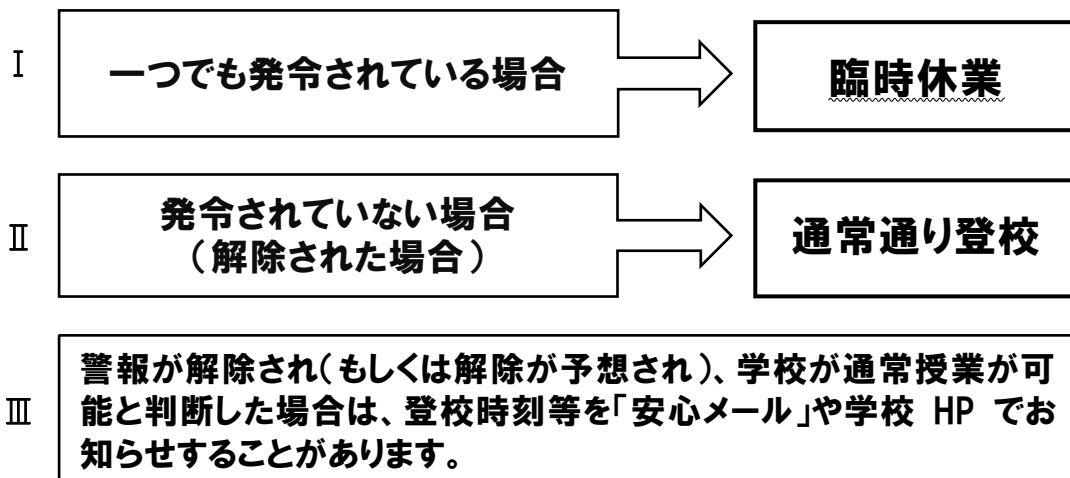 Ⅰ
一つでも発令されている場合
臨時休業
Ⅱ
発令されていない場合
（解除された場合）
通常通り登校
Ⅲ
警報が解除され（もしくは解除が予想され）、学校が通常授業が可
能と判断した場合は、登校時刻等を「安心メール」や学校 HP でお
知らせすることがあります。